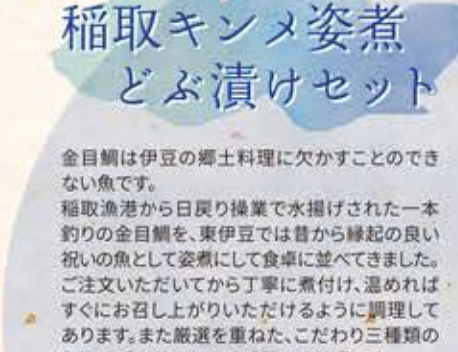 稲取キンメ姿煮
どぶ漬けセット
金目鯛は伊豆の郷土料理に欠かすことのでき
ない魚です。
稲取漁港から日戻り操業で水揚げされた一本
釣りの金目鯛を、東伊豆では昔から縁起の良い
祝いの魚として姿煮にして食卓に並べてきました。
ご注文いただいてから丁寧に煮付け、温めれば
すぐにお召し上がりいただけるように調理して
あります。また厳選を重ねた、こだわり三種類の